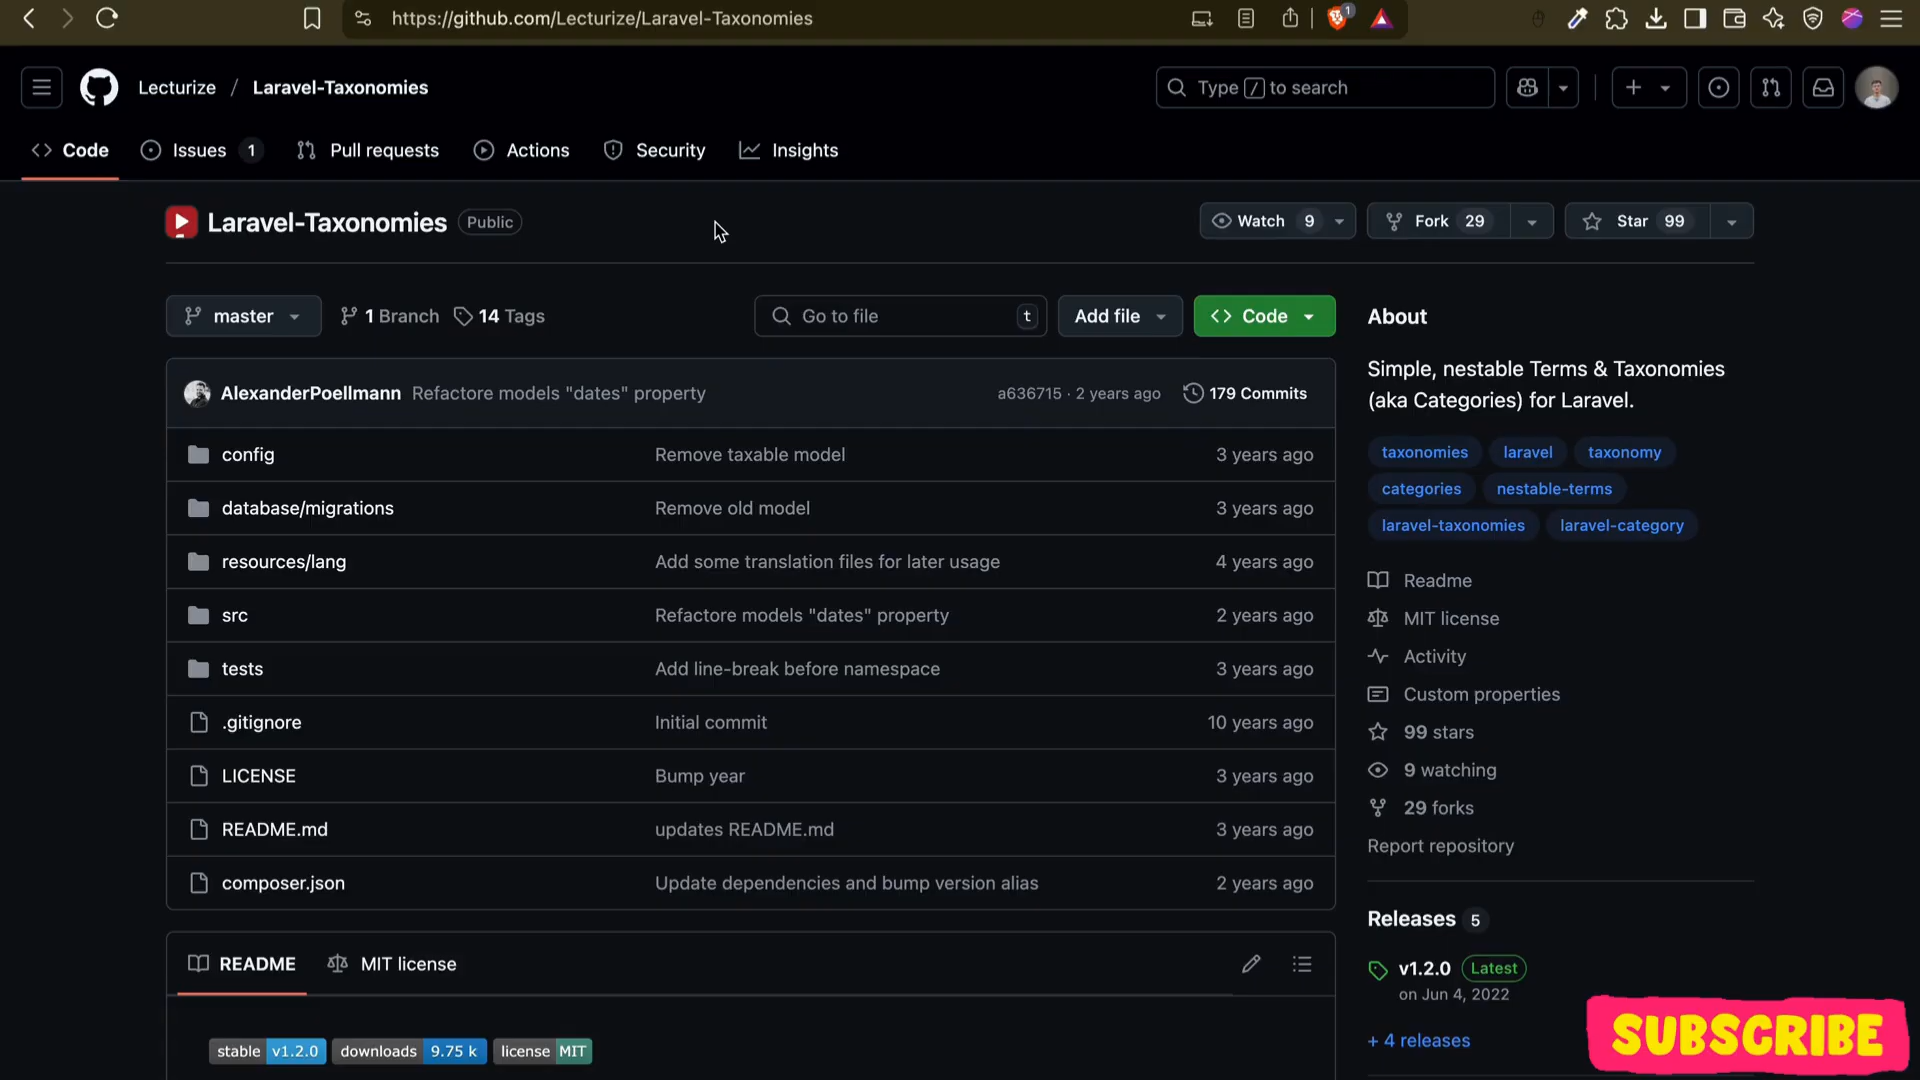 https://github.com/Lecturize/Laravel-Taxonomies
1
Lecturize / Laravel-Taxonomies
Type / to search
Code
Issues 1
Pull requests
Actions
Security
Insights
Laravel-Taxonomies Public
Watch 9
Fork 29
Star 99
master
1 Branch
14 Tags
Go to file t
Add file
Code
AlexanderPoellmann Refactore models "dates" property a636715 · 2 years ago 179 Commits
config Remove taxable model 3 years ago
database/migrations Remove old model 3 years ago
resources/lang Add some translation files for later usage 4 years ago
src Refactore models "dates" property 2 years ago
tests Add line-break before namespace 3 years ago
.gitignore Initial commit 10 years ago
LICENSE Bump year 3 years ago
README.md updates README.md 3 years ago
composer.json Update dependencies and bump version alias 2 years ago
README
MIT license
stable v1.2.0 downloads 9.75 k license MIT
About
Simple, nestable Terms & Taxonomies
(aka Categories) for Laravel.
taxonomies laravel taxonomy
categories nestable-terms
laravel-taxonomies laravel-category
Readme
MIT license
Activity
Custom properties
99 stars
9 watching
29 forks
Report repository
Releases 5
v1.2.0 Latest
on Jun 4, 2022
+ 4 releases
SUBSCRIBE